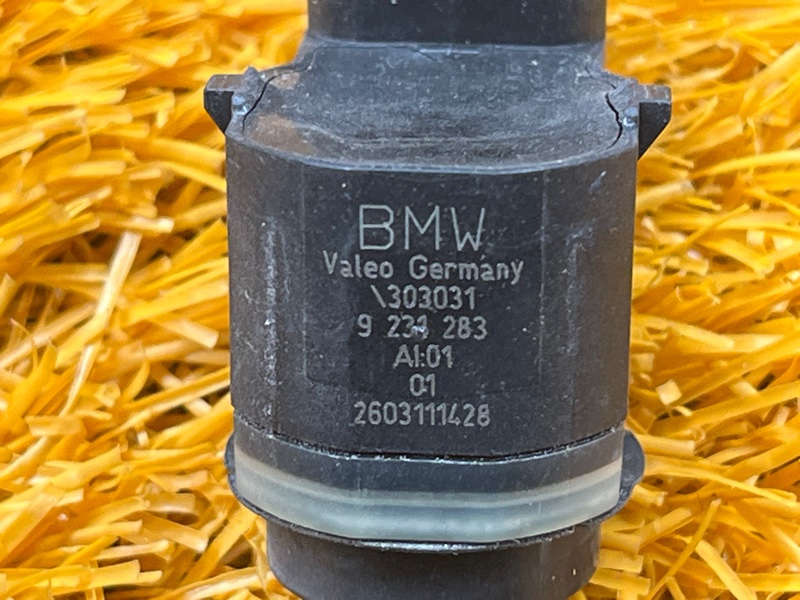 BMW
Valeo Germany
\303031
9 231 283
AI:01
01
2603111428